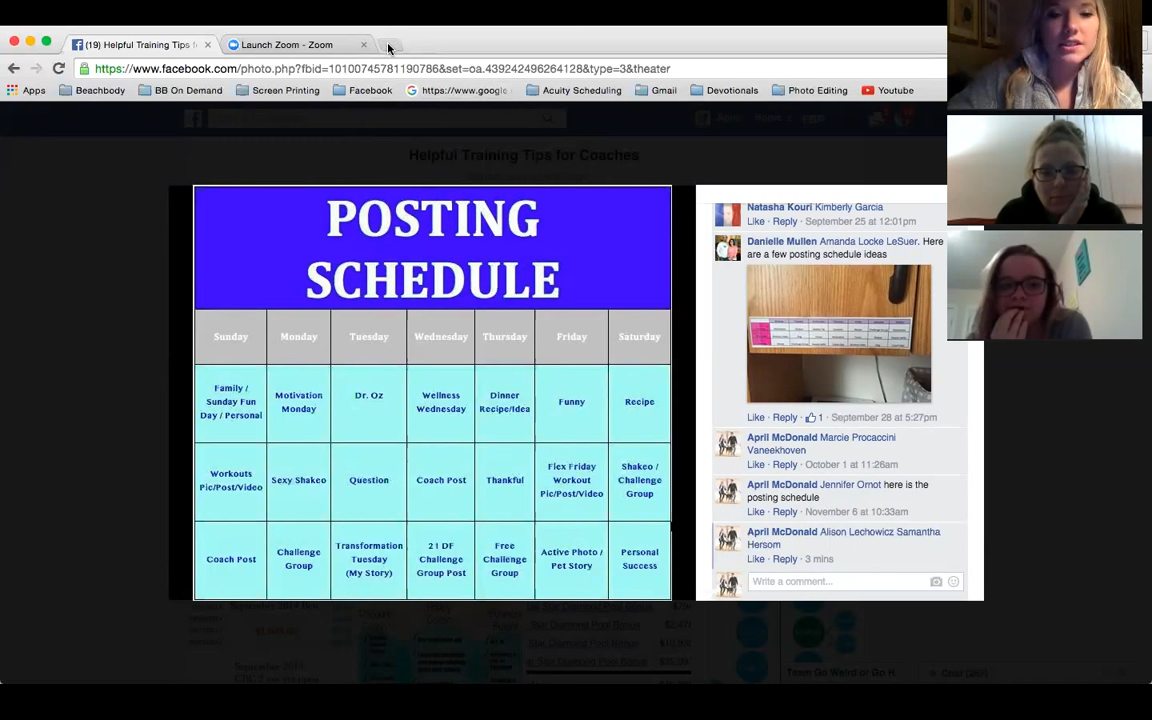 (19) Helpful Training Tips f
Launch Zoom - Zoom
https://www.facebook.com/photo.php?fbid=10100745781190786&set=oa.439242496264128&type=3&theater
Apps Beachbody BB On Demand Screen Printing Facebook https://www.google Acuity Scheduling Gmail Devotionals Photo Editing Youtube
Helpful Training Tips for Coaches
POSTING
SCHEDULE
Sunday Monday Tuesday Wednesday Thursday Friday Saturday
Family /
Sunday Fun
Day / Personal
Motivation
Monday
Dr. Oz
Wellness
Wednesday
Dinner
Recipe/Idea
Funny
Recipe
Workouts
Pic/Post/Video
Sexy Shakeo
Question
Coach Post
Thankful
Flex Friday
Workout
Pic/Post/Video
Shakeo /
Challenge
Group
Coach Post
Challenge
Group
Transformation
Tuesday
(My Story)
21 DF
Challenge
Group Post
Free
Challenge
Group
Active Photo /
Pet Story
Personal
Success
Natasha Kouri Kimberly Garcia
Like · Reply · September 25 at 12:01pm
Danielle Mullen Amanda Locke LeSuer. Here
are a few posting schedule ideas
Like · Reply · 1 · September 28 at 5:27pm
April McDonald Marcie Procaccini
Vaneekhoven
Like · Reply · October 1 at 11:26am
April McDonald Jennifer Ornot here is the
posting schedule
Like · Reply · November 6 at 10:33am
April McDonald Alison Lechowicz Samantha
Hersom
Like · Reply · 3 mins
Write a comment...